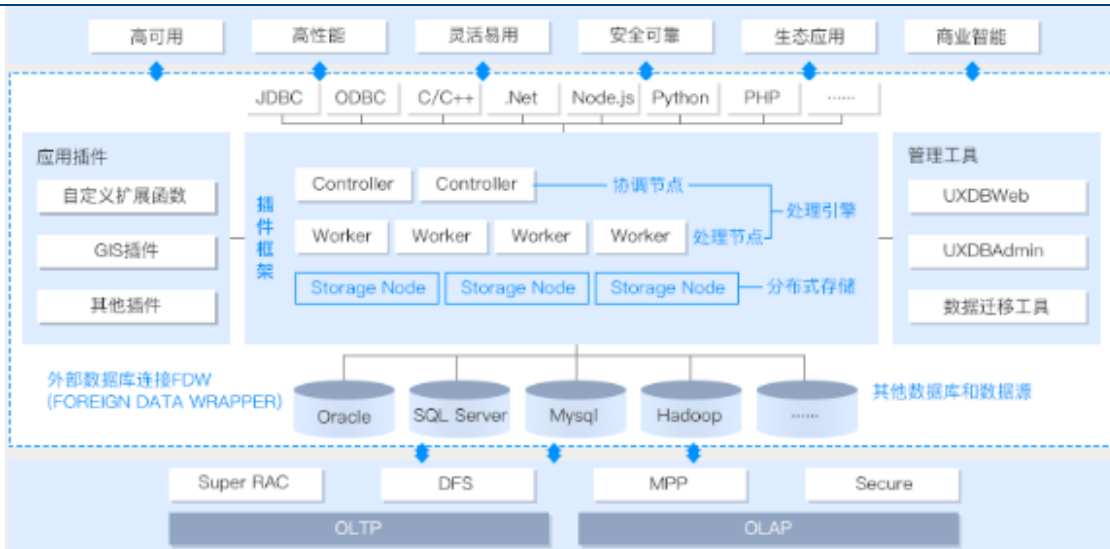 高可用
高性能
灵活易用
安全可靠
生态应用
商业智能
JDBC
ODBC
C/C++
.Net
Node.js
Python
PHP
······
应用插件
自定义扩展函数
GIS插件
其他插件
插件框架
Controller
Controller
协调节点
处理引擎
Worker
Worker
Worker
Worker
处理节点
Storage Node
Storage Node
Storage Node
分布式存储
管理工具
UXDBWeb
UXDBAdmin
数据迁移工具
外部数据库连接FDW
(FOREIGN DATA WRAPPER)
Oracle
SQL Server
Mysql
Hadoop
······
其他数据库和数据源
Super RAC
DFS
MPP
Secure
OLTP
OLAP